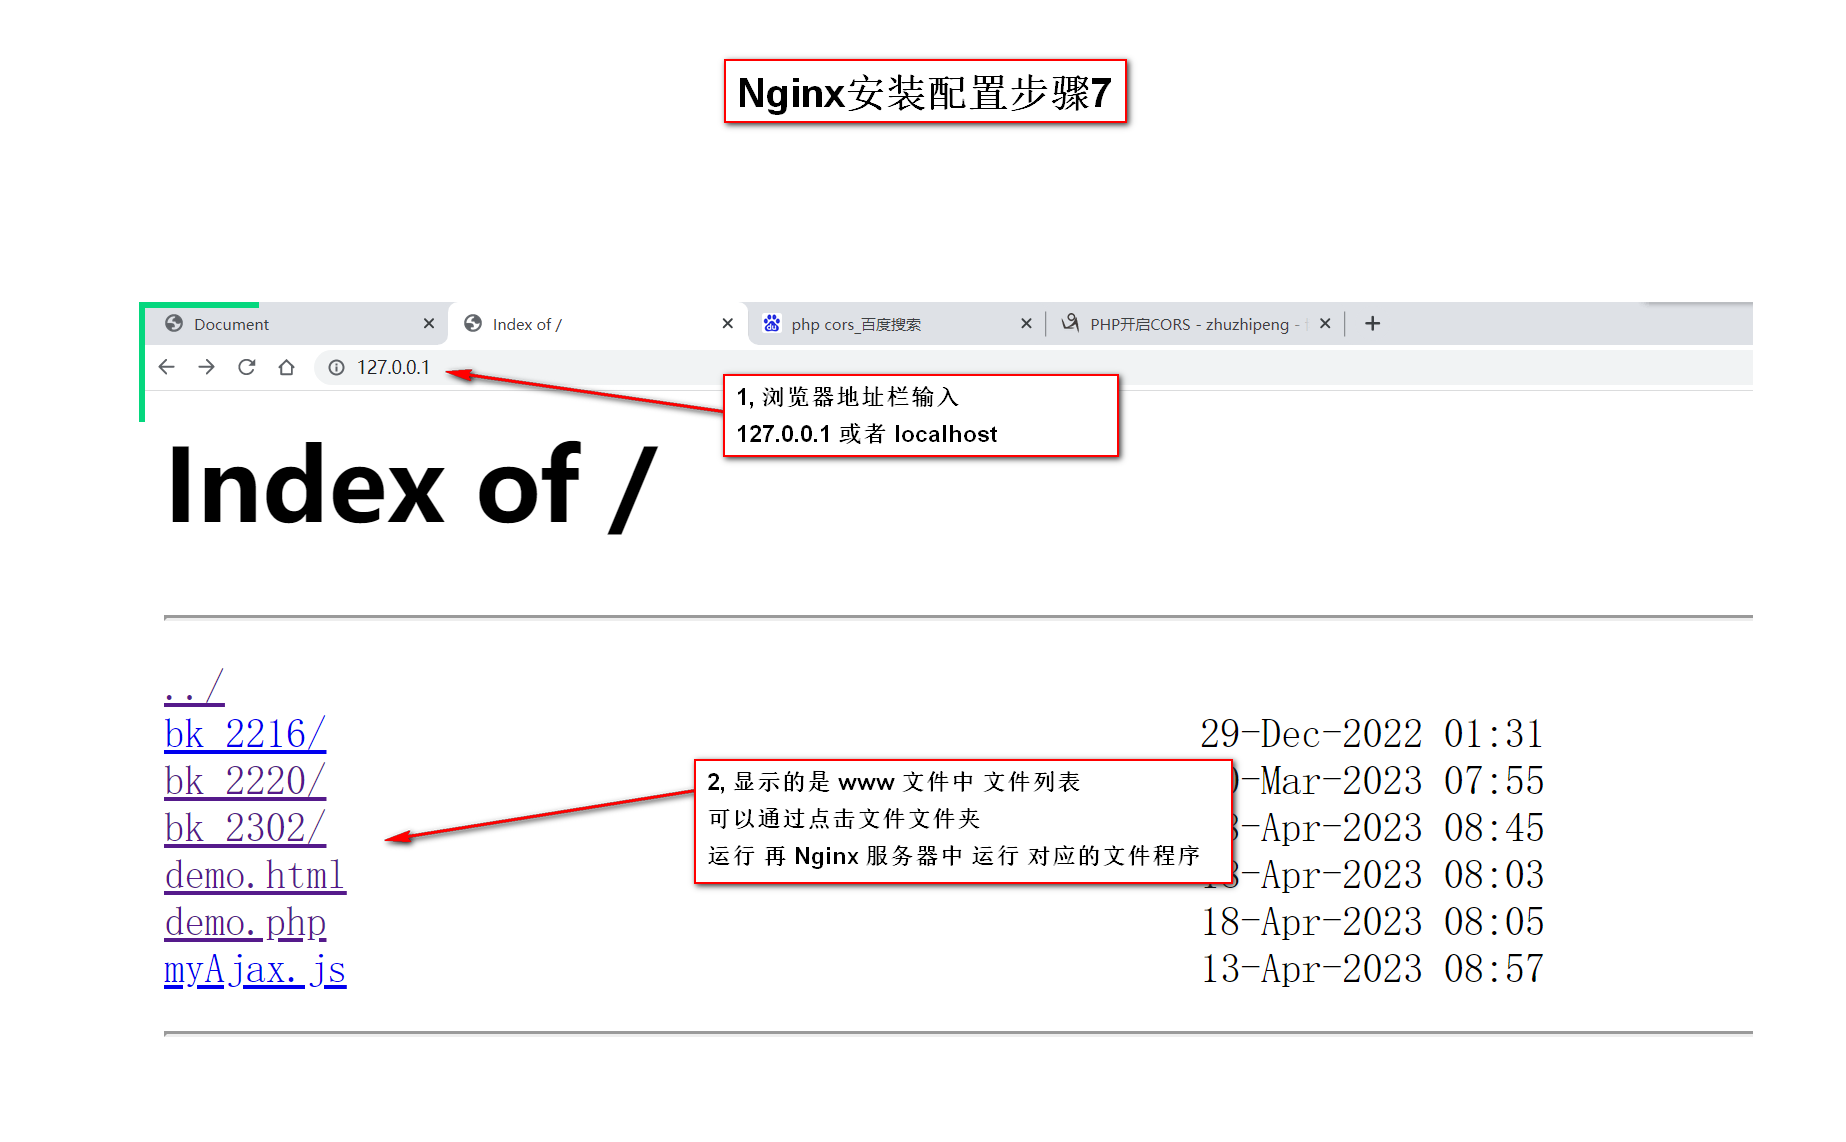 Nginx安装配置步骤7
Document
Index of /
php cors_百度搜索
PHP开启CORS - zhuzhipeng -
127.0.0.1
1, 浏览器地址栏输入
127.0.0.1 或者 localhost
Index of /
../
bk_2216/ 29-Dec-2022 01:31
bk_2220/ -Mar-2023 07:55
bk_2302/ -Apr-2023 08:45
demo.html 18-Apr-2023 08:03
demo.php 18-Apr-2023 08:05
myAjax.js 13-Apr-2023 08:57
2, 显示的是 www 文件中 文件列表
可以通过点击文件文件夹
运行 再 Nginx 服务器中 运行 对应的文件程序